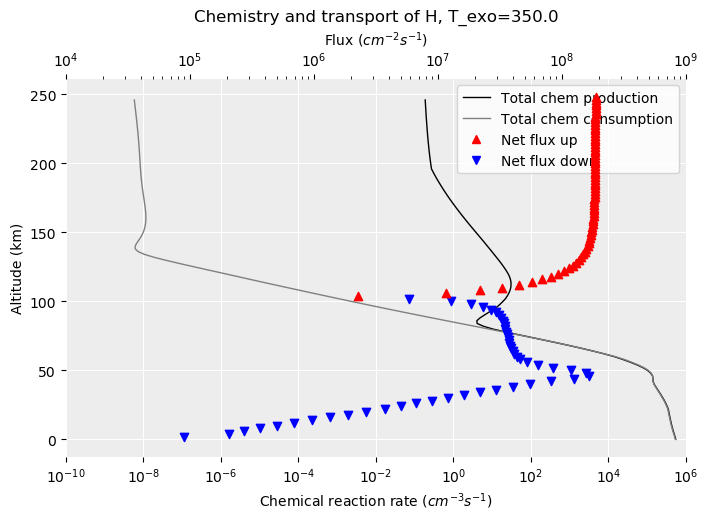 Chemistry and transport of H, T_exo=350.0
Flux ($cm^{-2}s^{-1}$)
10^4 10^5 10^6 10^7 10^8 10^9
Total chem production
Total chem consumption
Net flux up
Net flux down
Altitude (km)
250
200
150
100
50
0
10^{-10} 10^{-8} 10^{-6} 10^{-4} 10^{-2} 10^0 10^2 10^4 10^6
Chemical reaction rate ($cm^{-3}s^{-1}$)